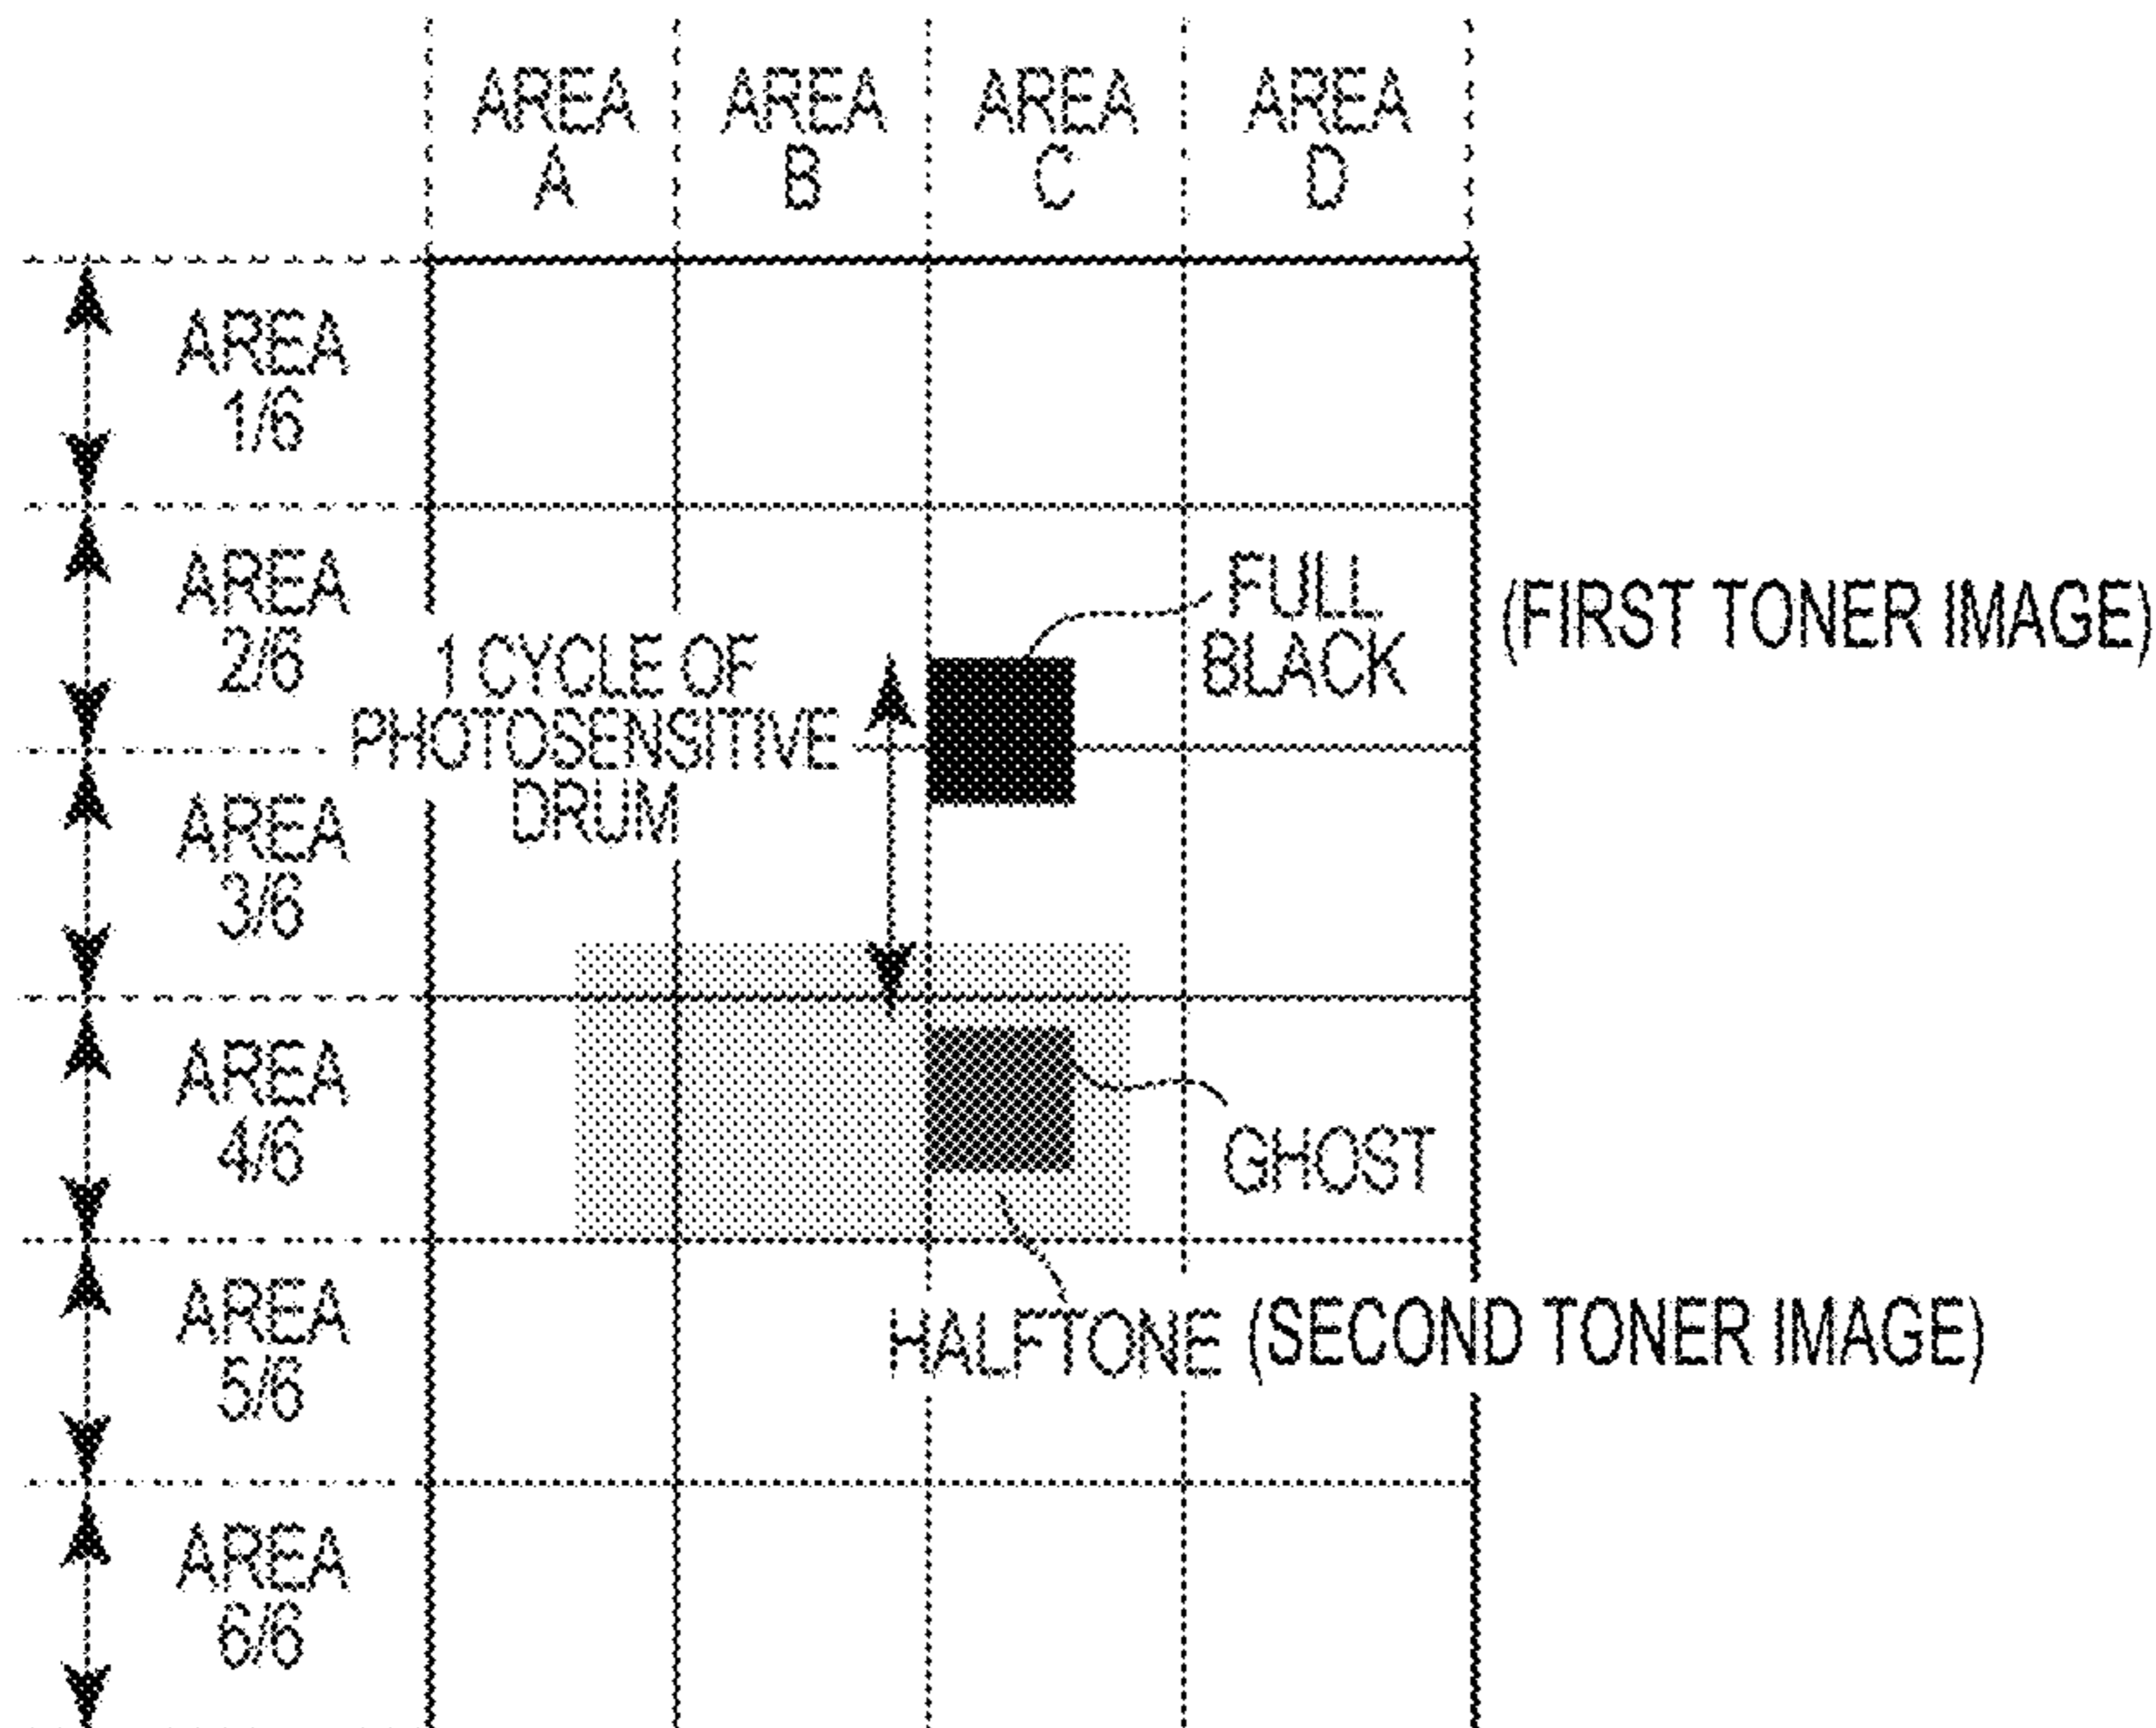 AREA
A
AREA
B
AREA
C
AREA
D
AREA
1/6
AREA
2/6
FULL
BLACK
(FIRST TONER IMAGE)
1 CYCLE OF
PHOTOSENSITIVE
DRUM
AREA
3/6
AREA
4/6
GHOST
AREA
5/6
HALFTONE (SECOND TONER IMAGE)
AREA
6/6